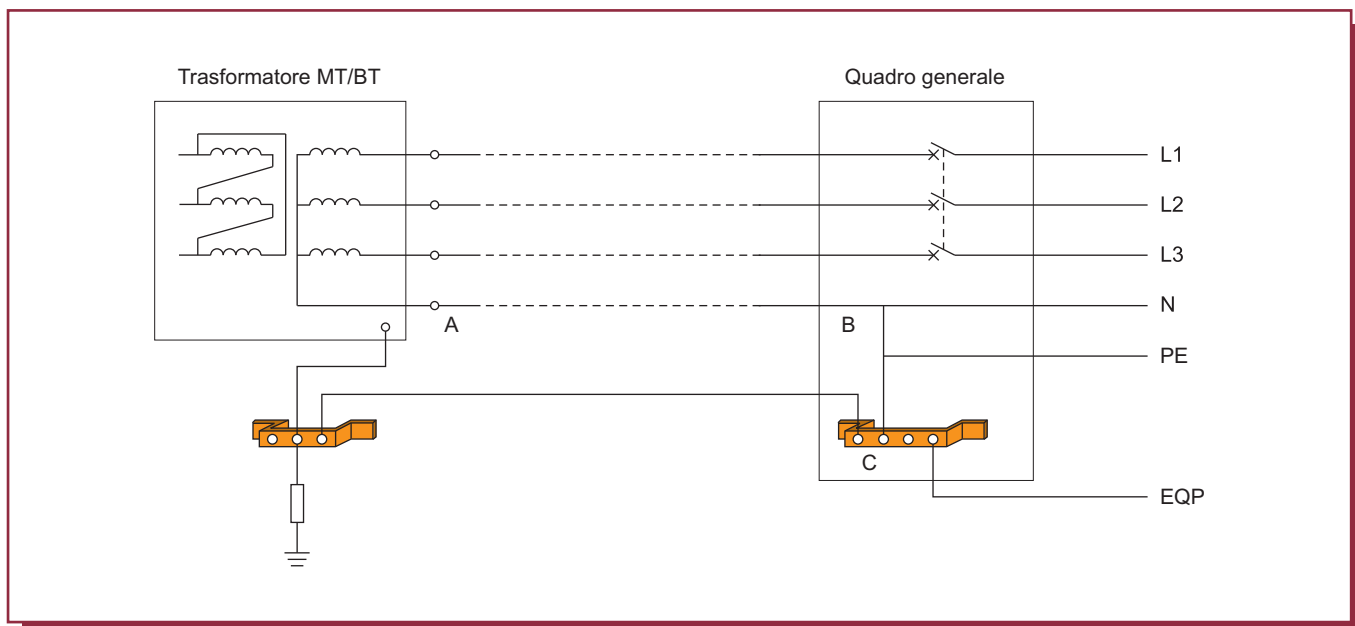 Trasformatore MT/BT
Quadro generale
L1
L2
L3
N
A
B
PE
C
EQP